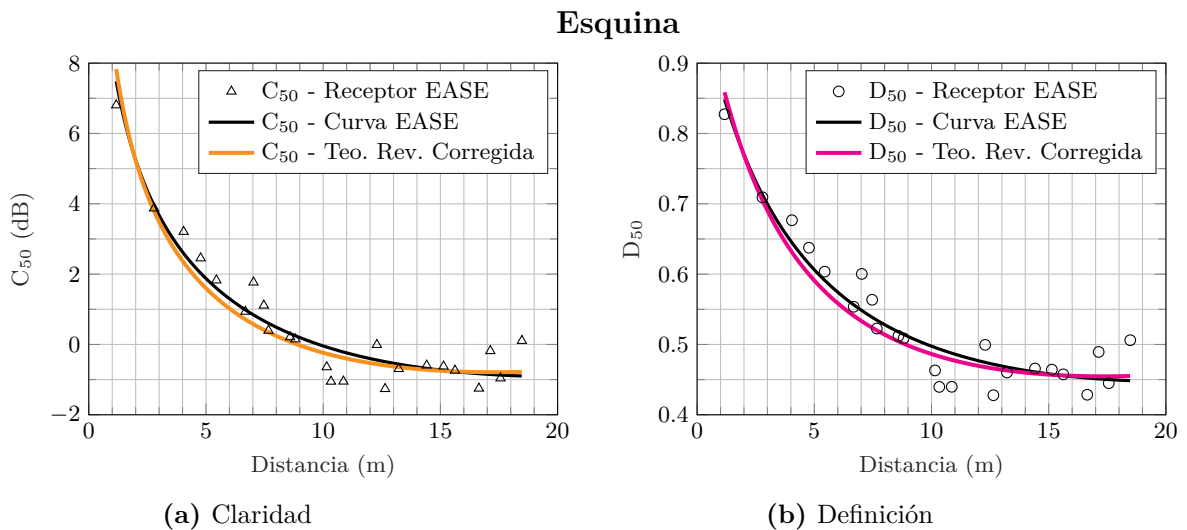 Esquina
8
6
4
2
0
−2
0
5
10
15
20
C50 (dB)
Distancia (m)
C50 - Receptor EASE
C50 - Curva EASE
C50 - Teo. Rev. Corregida
(a) Claridad
0.9
0.8
0.7
0.6
0.5
0.4
0
5
10
15
20
D50
Distancia (m)
D50 - Receptor EASE
D50 - Curva EASE
D50 - Teo. Rev. Corregida
(b) Definición